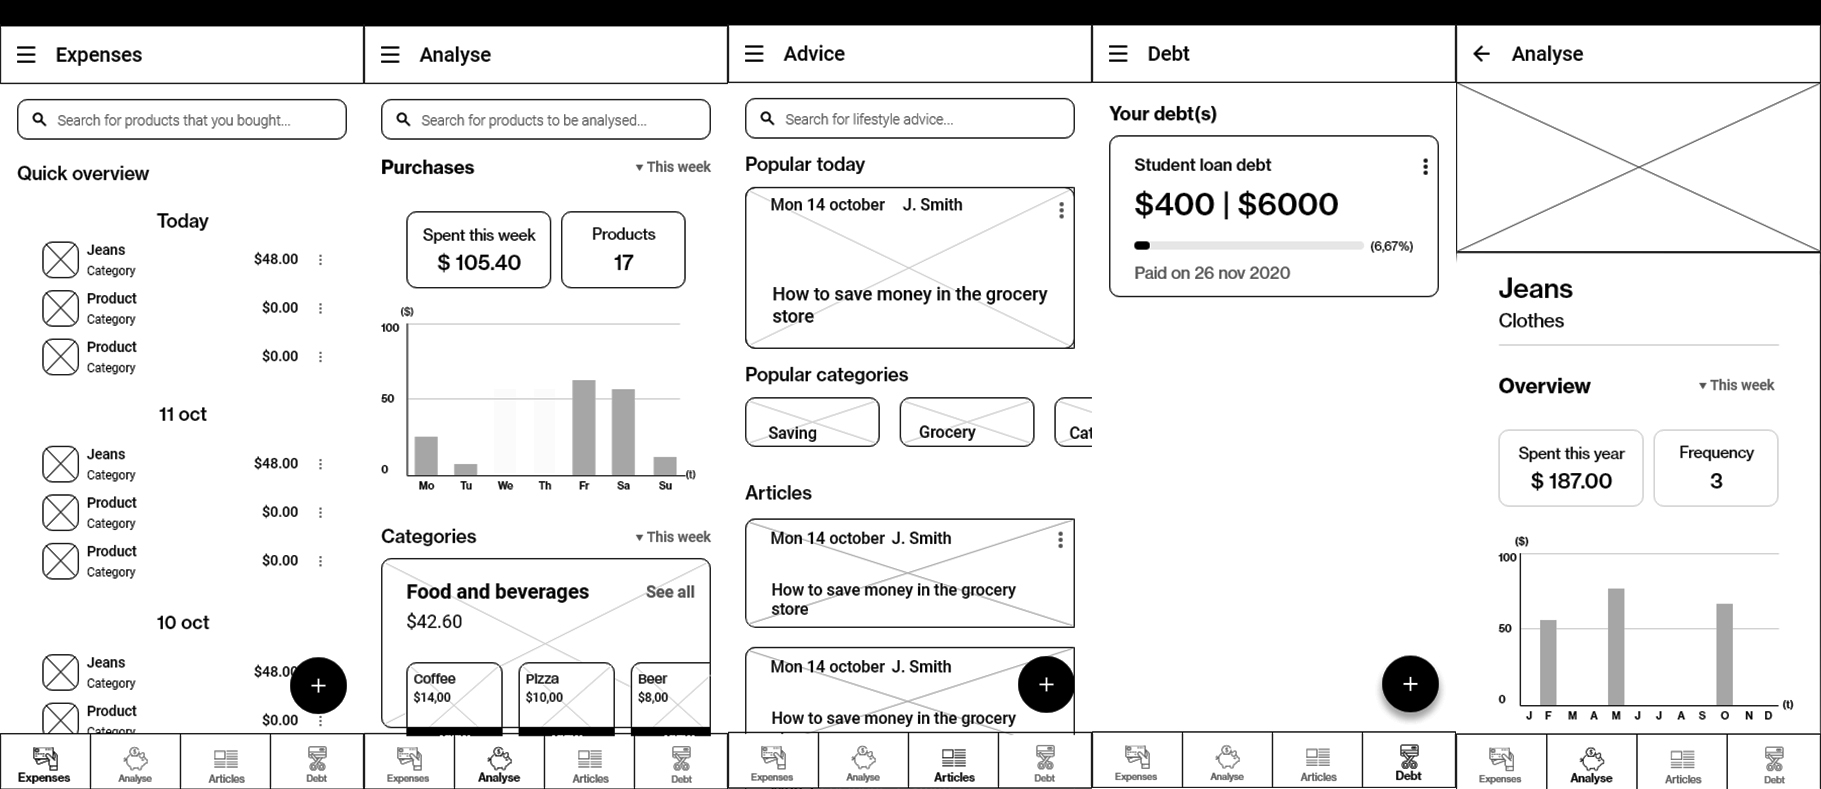 Expenses
Search for products that you bought...
Quick overview
Today
Jeans
Category
$48.00
Product
Category
$0.00
Product
Category
$0.00
11 oct
Jeans
Category
$48.00
Product
Category
$0.00
Product
Category
$0.00
10 oct
Jeans
Category
$48.00
Product
Category
$0.00
+
Expenses
Analyse
Articles
Debt
Analyse
Search for products to be analysed...
Purchases
▾ This week
Spent this week
$ 105.40
Products
17
($)
100
50
0
Mo Tu We Th Fr Sa Su (t)
Categories
▾ This week
Food and beverages
See all
$42.60
Coffee
$14,00
Pizza
$10,00
Beer
$8,00
Expenses
Analyse
Articles
Debt
Advice
Search for lifestyle advice...
Popular today
Mon 14 october J. Smith
How to save money in the grocery
store
Popular categories
Saving
Grocery
Cat
Articles
Mon 14 october J. Smith
How to save money in the grocery
store
Mon 14 october J. Smith
How to save money in the grocery
+
Expenses
Analyse
Articles
Debt
Debt
Your debt(s)
Student loan debt
$400 | $6000
(6,67%)
Paid on 26 nov 2020
+
Expenses
Analyse
Articles
Debt
Analyse
Jeans
Clothes
Overview
▾ This week
Spent this year
$ 187.00
Frequency
3
($)
100
50
0
J F M A M J J A S O N D (t)
Expenses
Analyse
Articles
Debt